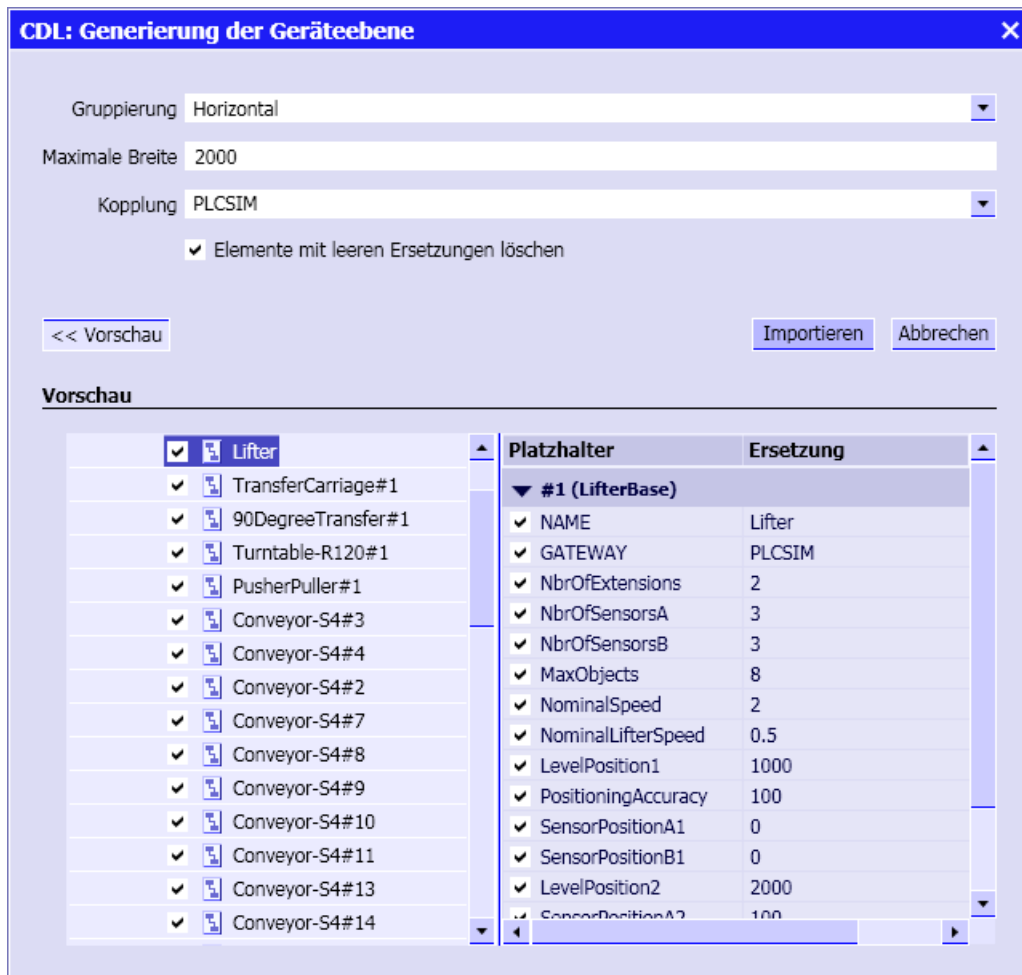 CDL: Generierung der Geräteebene
Gruppierung Horizontal
Maximale Breite 2000
Kopplung PLCSIM
Elemente mit leeren Ersetzungen löschen
<< Vorschau Importieren Abbrechen
Vorschau
Lifter
TransferCarriage#1
90DegreeTransfer#1
Turntable-R120#1
PusherPuller#1
Conveyor-S4#3
Conveyor-S4#4
Conveyor-S4#2
Conveyor-S4#7
Conveyor-S4#8
Conveyor-S4#9
Conveyor-S4#10
Conveyor-S4#11
Conveyor-S4#13
Conveyor-S4#14
Platzhalter Ersetzung
#1 (LifterBase)
NAME Lifter
GATEWAY PLCSIM
NbrOfExtensions 2
NbrOfSensorsA 3
NbrOfSensorsB 3
MaxObjects 8
NominalSpeed 2
NominalLifterSpeed 0.5
LevelPosition1 1000
PositioningAccuracy 100
SensorPositionA1 0
SensorPositionB1 0
LevelPosition2 2000
SensorPositionA2 100